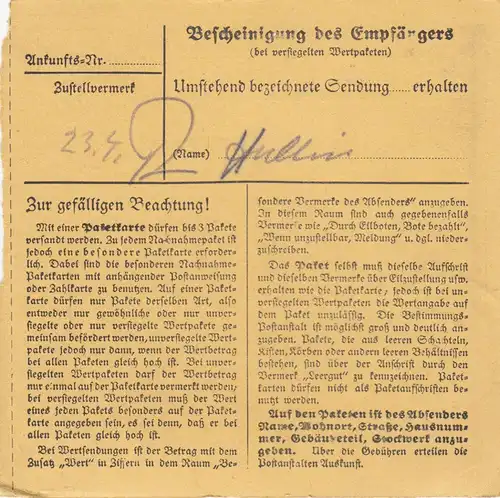 Bescheinigung des Empfängers
(bei versiegelten Wertpaketen)
Ankunfts=Nr.
Zustellvermerk
Umstehend bezeichnete Sendung...... erhalten
23.4.
(Name)
Zur gefälligen Beachtung!
Mit einer Paketkarte dürfen bis 3 Pakete
versandt werden. Zu jedem Nachnahmepaket ist
jedoch eine besondere Paketkarte erforder-
lich. Dabei sind die besonderen Nachnahme-
Paketkarten mit anhängender Postanweisung
oder Zahlkarte zu benutzen. Auf einer Paket-
karte dürfen nur Pakete derselben Art, also
entweder nur gewöhnliche oder nur unver-
siegelte oder nur versiegelte Wertpakete ge-
meinsam befördert werden, unversiegelte Wert-
pakete jedoch nur dann, wenn der Wertbetrag
bei allen Paketen gleich hoch ist. Bei unver-
siegelten Wertpaketen darf der Wertbetrag
nur einmal auf der Paketkarte vermerkt werden;
bei versiegelten Wertpaketen muß der Wert
eines jeden Pakets besonders auf der Paket-
karte angegeben sein, es sei denn, daß er bei
allen Paketen gleich hoch ist.
Bei Wertsendungen ist der Betrag mit dem
Zusatz „Wert“ in Ziffern in dem Raum „Be-
sondere Vermerke des Absenders“ anzugeben.
In diesem Raum sind auch gegebenenfalls
Vermerke wie „Durch Eilboten, Bote bezahlt“,
„Wenn unzustellbar, Meldung“ u. dgl. nieder-
zuschreiben.
Das Paket selbst muß dieselbe Aufschrift
und dieselben Vermerke über Eilzustellung usw.
erhalten wie die Paketkarte; jedoch ist bei un-
versiegelten Wertpaketen die Wertangabe auf
dem Paket unzulässig. Die Bestimmungs-
Postanstalt ist möglichst groß und deutlich an-
zugeben. Pakete, die aus leeren Schachteln,
Kisten, Körben oder anderen leeren Behältnissen
bestehen, sind über der Anschrift durch den
Vermerk „Leergut“ zu kennzeichnen. Paket-
karten dürfen nicht als Paketaufschriften be-
nutzt werden.
Auf den Paketen ist des Absenders
Name, Wohnort, Straße, Hausnum-
mer, Gebäudeteil, Stockwerk anzu-
geben. Über die Gebühren erteilen die
Postanstalten Auskunft.